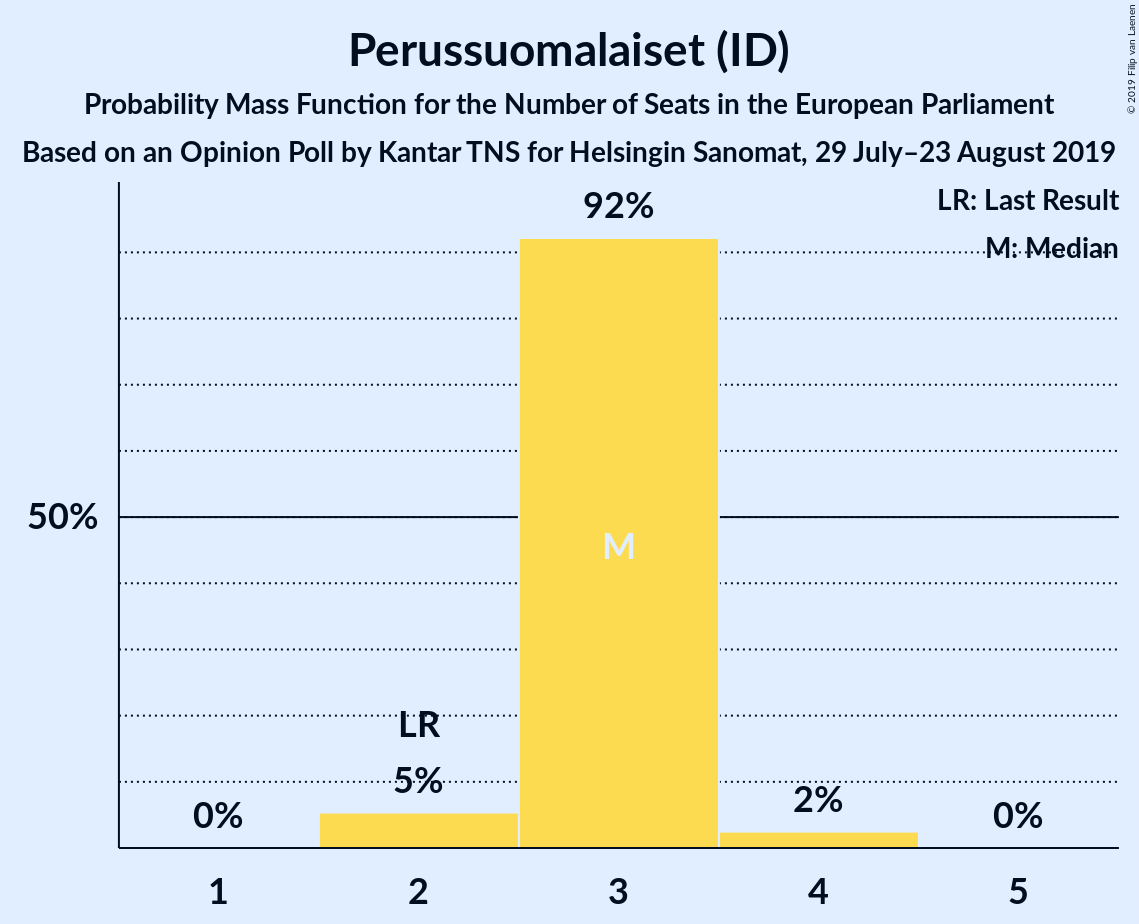 Perussuomalaiset (ID)
Probability Mass Function for the Number of Seats in the European Parliament
Based on an Opinion Poll by Kantar TNS for Helsingin Sanomat, 29 July–23 August 2019
© 2019 Filip van Laenen
LR: Last Result
M: Median
92%
50%
M
LR
5%
0%
2%
0%
1 2 3 4 5